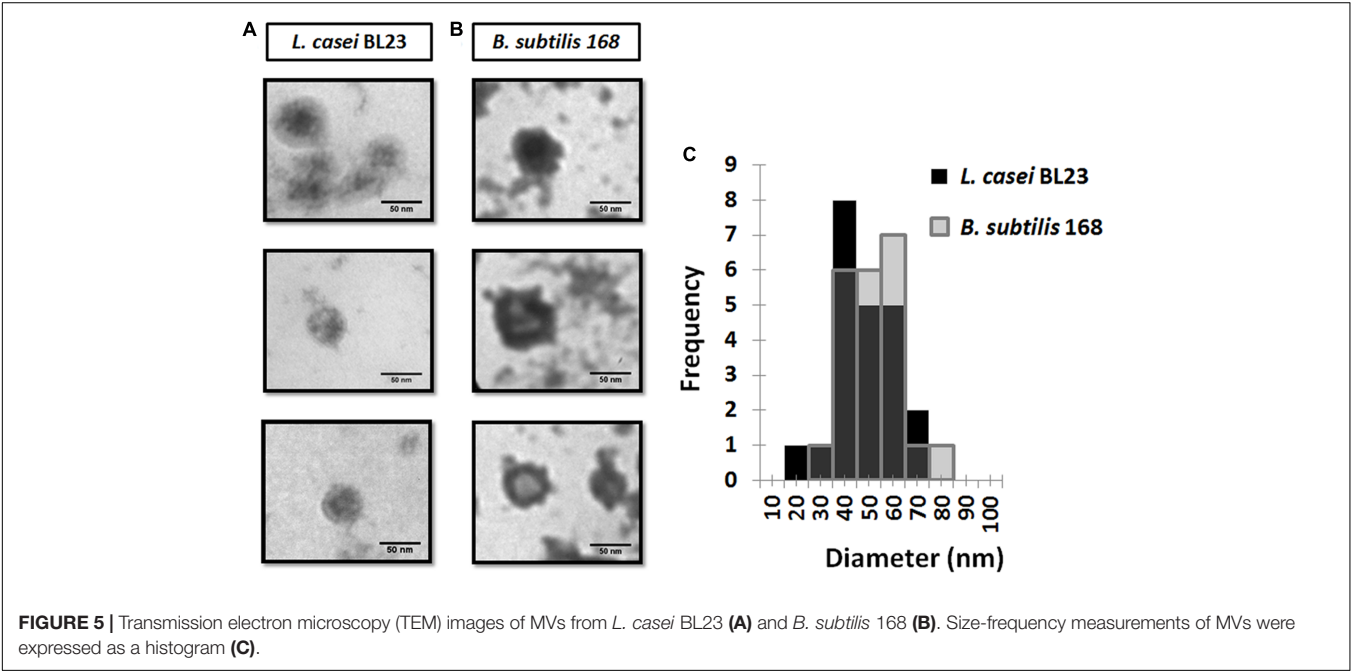 A
L. casei BL23
B
B. subtilis 168
50 nm
50 nm
50 nm
50 nm
50 nm
50 nm
C
9
8
7
6
5
4
3
2
1
0
Frequency
10
20
30
40
50
60
70
80
90
100
Diameter (nm)
L. casei BL23
B. subtilis 168
FIGURE 5 | Transmission electron microscopy (TEM) images of MVs from L. casei BL23 (A) and B. subtilis 168 (B). Size-frequency measurements of MVs were
expressed as a histogram (C).